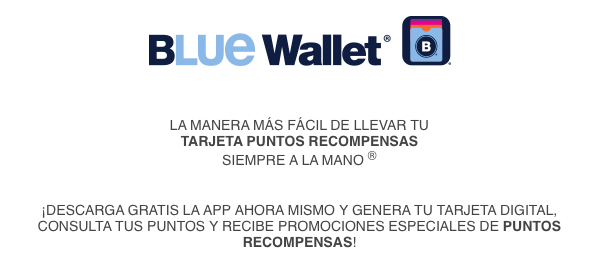 BLUe Wallet®
B
LA MANERA MÁS FÁCIL DE LLEVAR TU
TARJETA PUNTOS RECOMPENSAS
SIEMPRE A LA MANO ®
¡DESCARGA GRATIS LA APP AHORA MISMO Y GENERA TU TARJETA DIGITAL,
CONSULTA TUS PUNTOS Y RECIBE PROMOCIONES ESPECIALES DE PUNTOS
RECOMPENSAS!